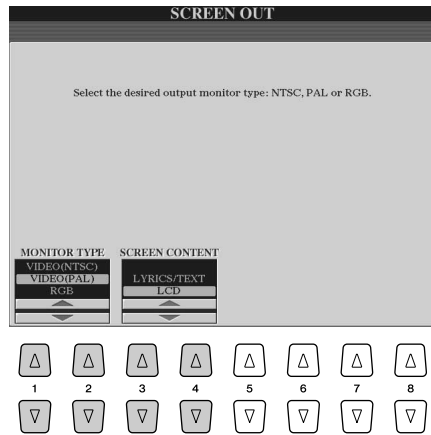 SCREEN OUT
Select the desired output monitor type: NTSC, PAL or RGB.
MONITOR TYPE SCREEN CONTENT
VIDEO(NTSC)
VIDEO(PAL) LYRICS/TEXT
RGB LCD
1 2 3 4 5 6 7 8